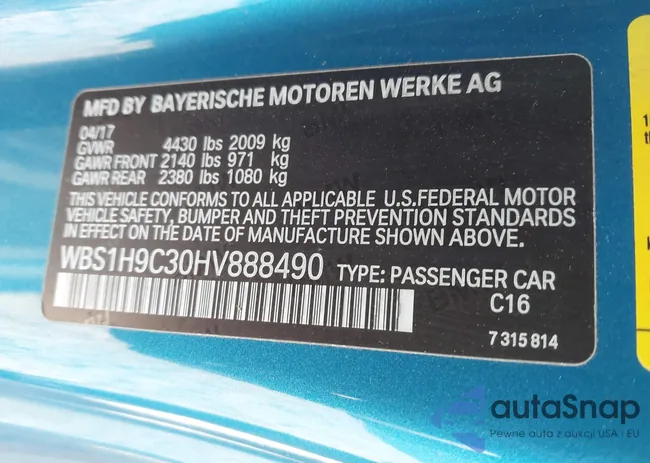 MFD BY BAYERISCHE MOTOREN WERKE AG
04/17
GVWR 4430 lbs 2009 kg
GAWR FRONT 2140 lbs 971 kg
GAWR REAR 2380 lbs 1080 kg
THIS VEHICLE CONFORMS TO ALL APPLICABLE U.S.FEDERAL MOTOR
VEHICLE SAFETY, BUMPER AND THEFT PREVENTION STANDARDS
IN EFFECT ON THE DATE OF MANUFACTURE SHOWN ABOVE.
WBS1H9C30HV888490 TYPE: PASSENGER CAR
C16
7315814
autaSnap
Pewne auta z aukcji USA i EU